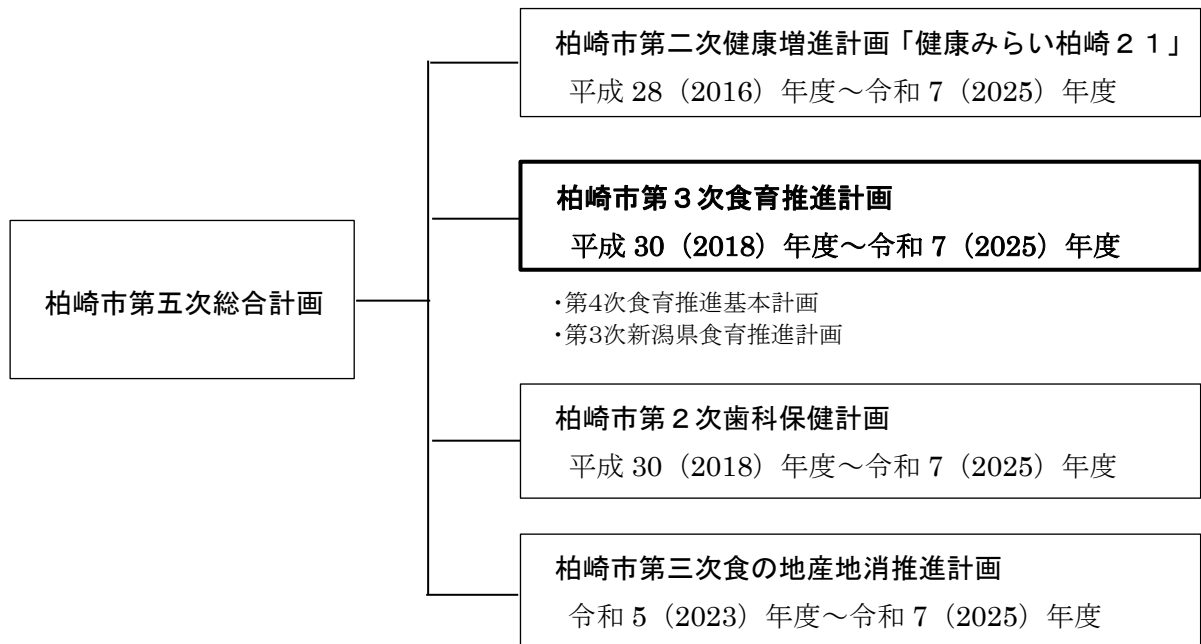 柏崎市第五次総合計画
柏崎市第二次健康増進計画「健康みらい柏崎２１」
平成 28（2016）年度～令和 7（2025）年度
柏崎市第３次食育推進計画
平成 30（2018）年度～令和 7（2025）年度
・第4次食育推進基本計画
・第3次新潟県食育推進計画
柏崎市第２次歯科保健計画
平成 30（2018）年度～令和 7（2025）年度
柏崎市第三次食の地産地消推進計画
令和 5（2023）年度～令和 7（2025）年度